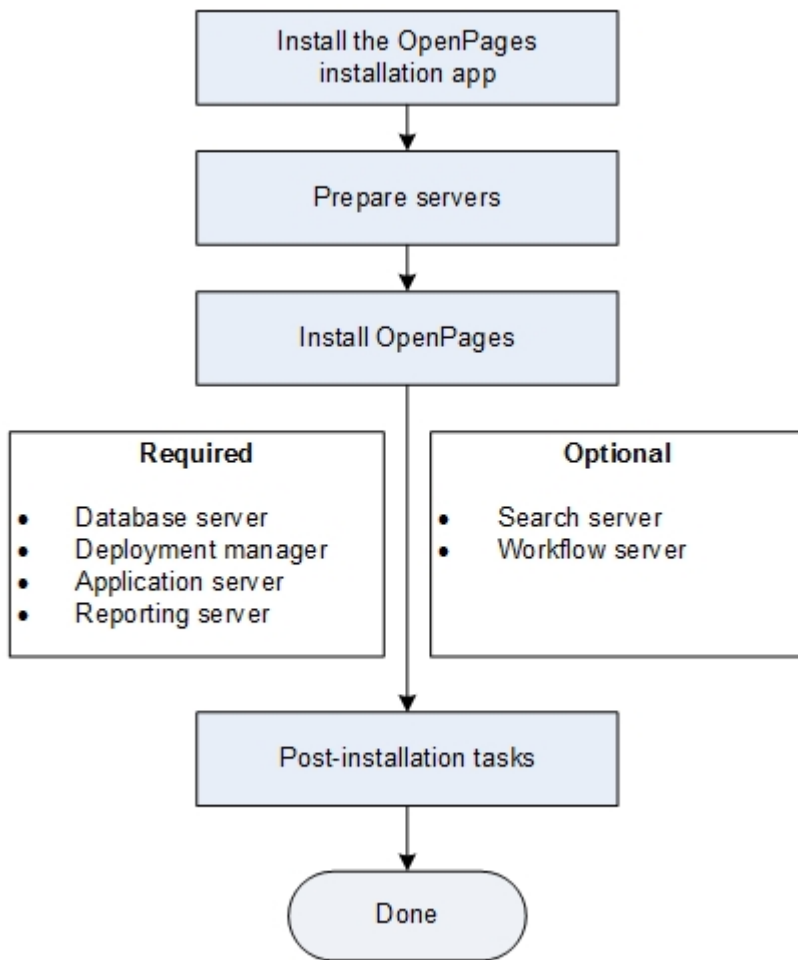 Install the OpenPages
installation app
Prepare servers
Install OpenPages
Required
• Database server
• Deployment manager
• Application server
• Reporting server
Optional
• Search server
• Workflow server
Post-installation tasks
Done